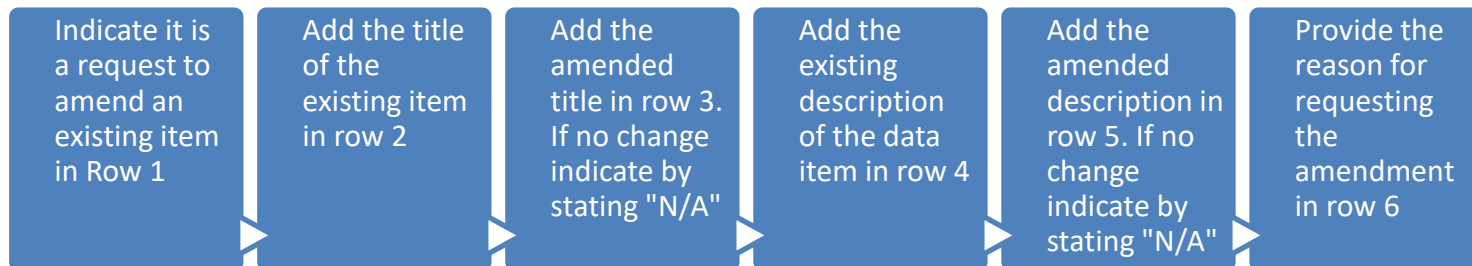 Indicate it is
a request to
amend an
existing item
in Row 1
Add the title
of the
existing item
in row 2
Add the
amended
title in row 3.
If no change
indicate by
stating "N/A"
Add the
existing
description
of the data
item in row 4
Add the
amended
description in
row 5. If no
change
indicate by
stating "N/A"
Provide the
reason for
requesting
the
amendment
in row 6